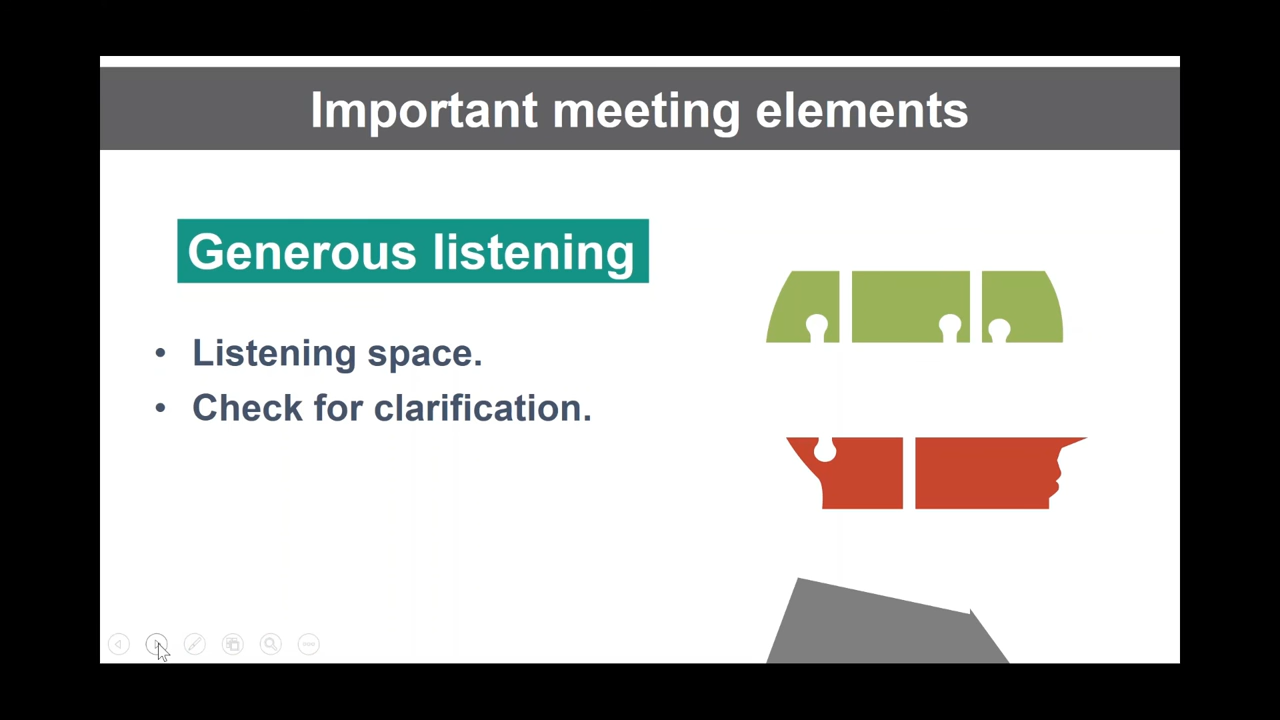 Important meeting elements
Generous listening
• Listening space.
• Check for clarification.